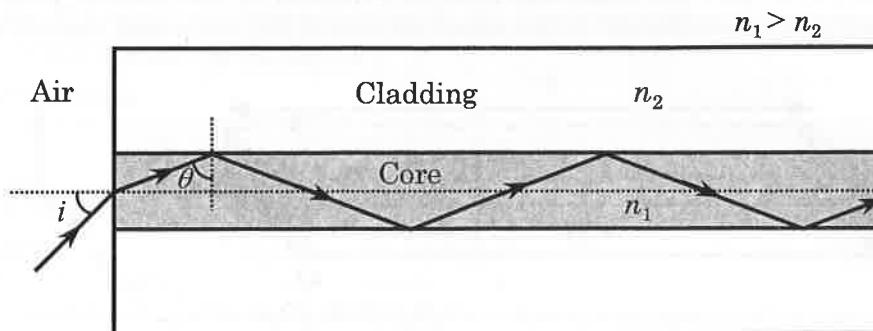 n₁ > n₂
Air
Cladding
n₂
θ
Core
i
n₁